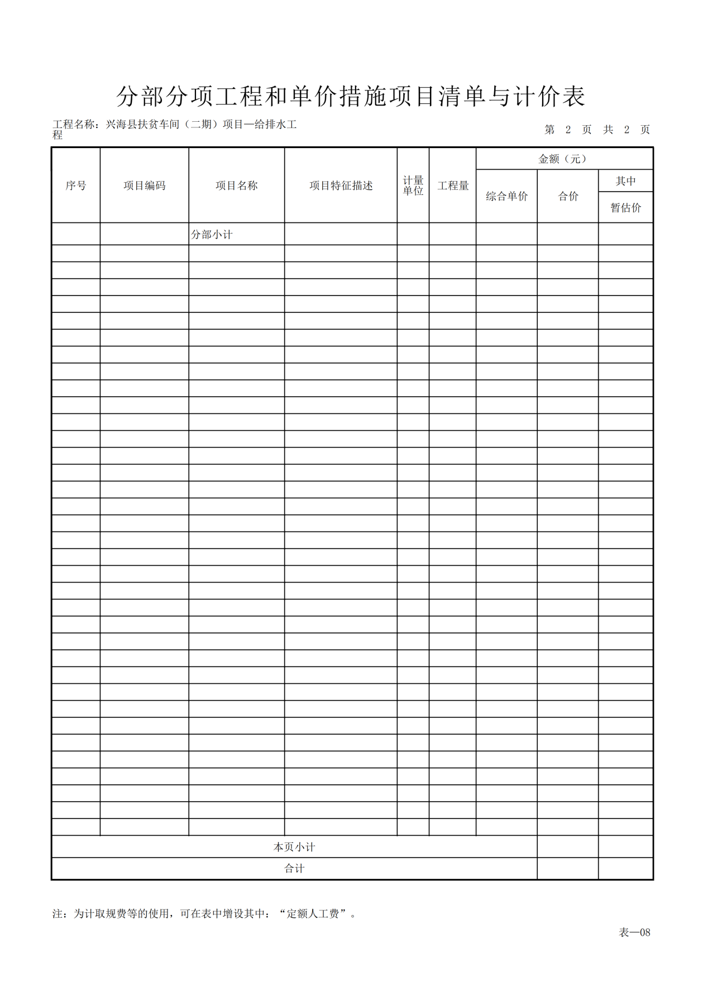 分部分项工程和单价措施项目清单与计价表
工程名称：兴海县扶贫车间（二期）项目—给排水工
程
第 2 页 共 2 页
序号 项目编码 项目名称 项目特征描述 计量
单位 工程量 金额（元）
综合单价 合价 其中
暂估价
分部小计
本页小计
合计
注：为计取规费等的使用，可在表中增设其中：“定额人工费”。
表—08